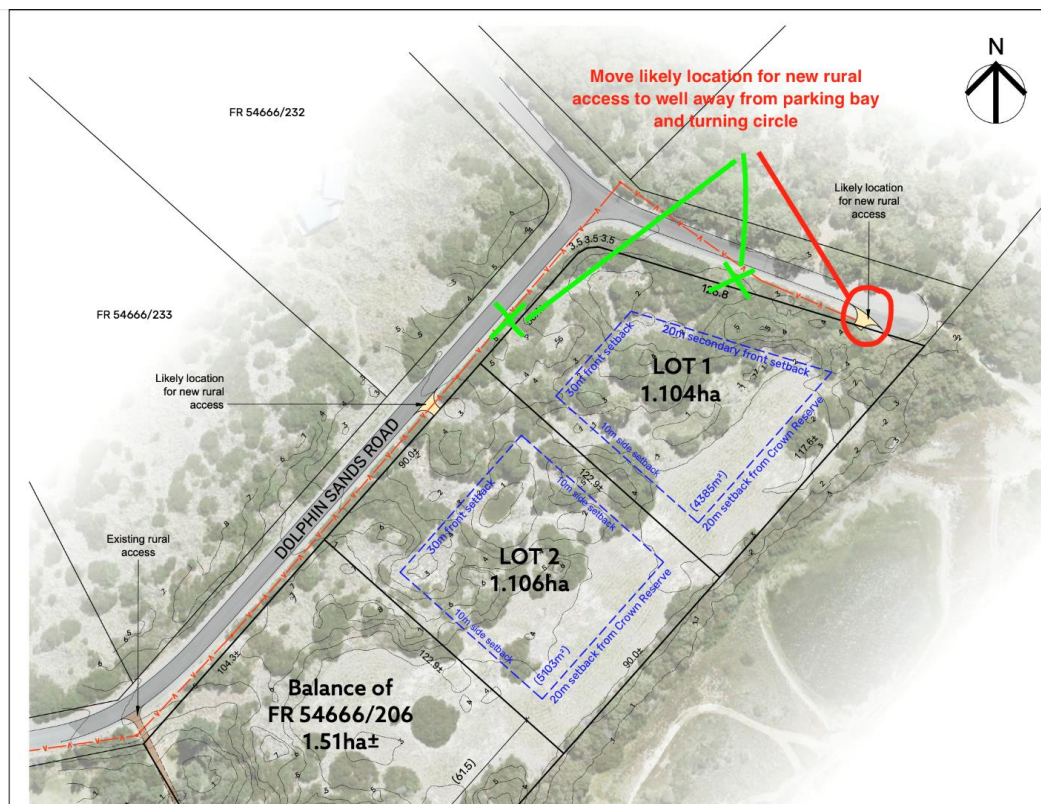 N
Move likely location for new rural
access to well away from parking bay
and turning circle
FR 54666/232
Likely location
for new rural
access
3.5 3.5 3.5
FR 54666/233
20m secondary front setback
30m front setback
LOT 1
1.104ha
Likely location
for new rural
access
DOLPHIN SANDS ROAD
90.0±
10m side setback
122.9±
117.6±
(4385m²)
20m setback from Crown Reserve
30m front setback
10m side setback
LOT 2
1.106ha
Existing rural
access
10m side setback
(5103m²)
20m setback from Crown Reserve
90.0±
104.3±
122.9±
Balance of
FR 54666/206
1.51ha±
(61.5)